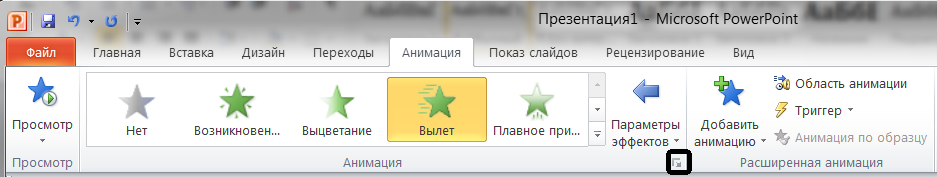 Презентация1 - Microsoft PowerPoint
Файл Главная Вставка Дизайн Переходы Анимация Показ слайдов Рецензирование Вид
Просмотр
Нет Возникновен... Выцветание Вылет Плавное при...
Параметры эффектов
Добавить анимацию
Область анимации
Триггер
Анимация по образцу
Просмотр Анимация Расширенная анимация